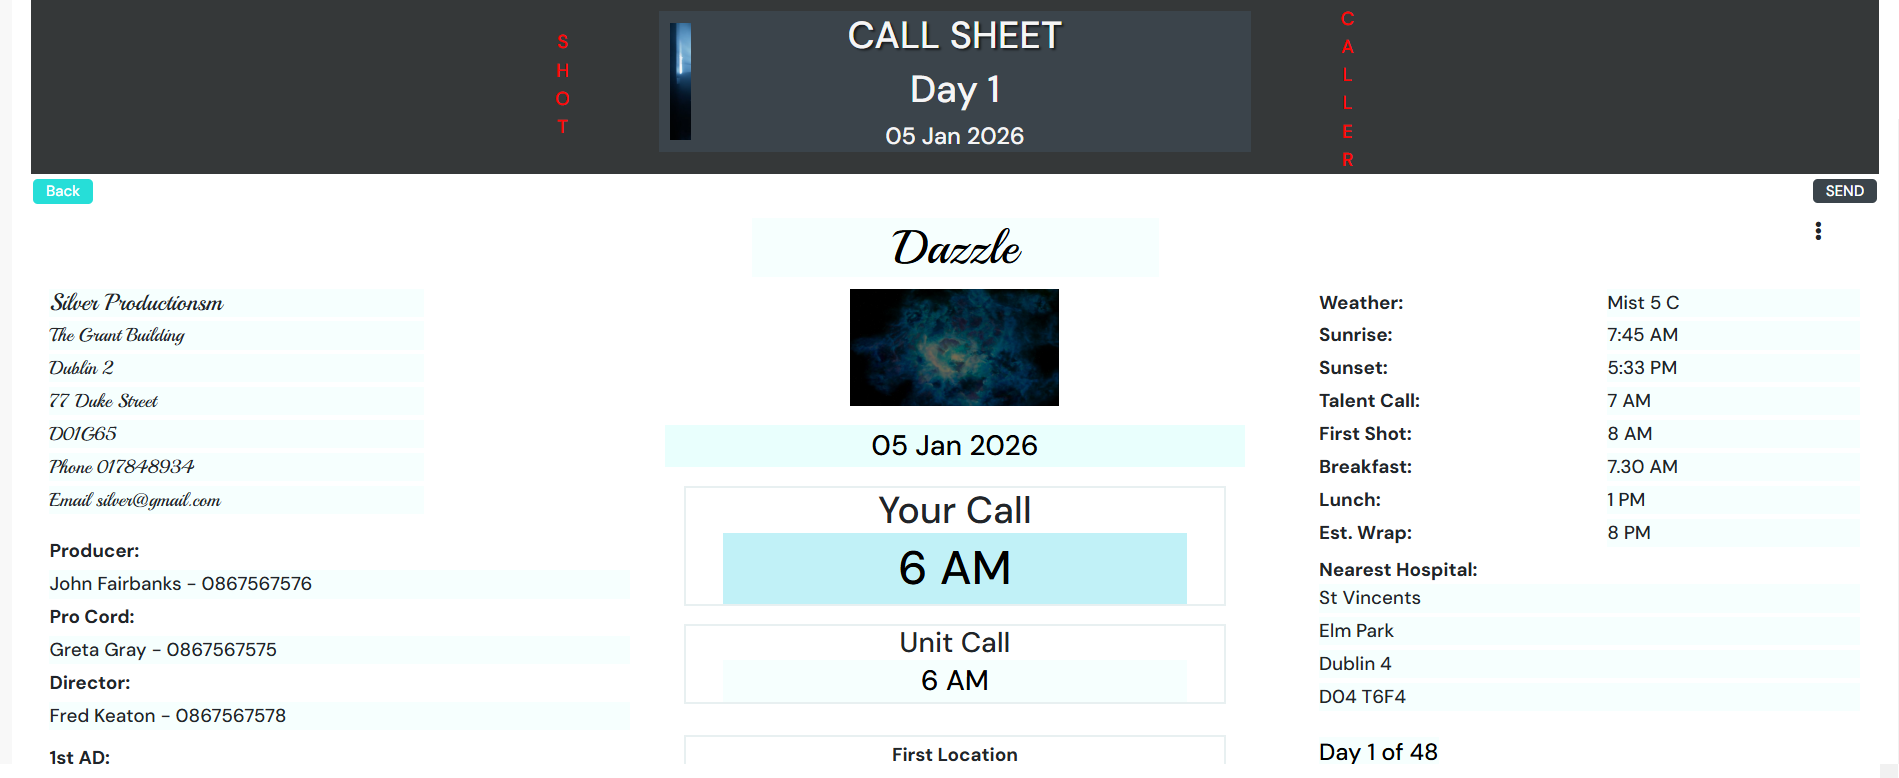 SHOT
CALL SHEET
Day 1
05 Jan 2026
CALLER
Back
SEND
Dazzle
Silver Productionsm
The Grant Building
Dublin 2
77 Duke Street
D01G65
Phone 017848934
Email silver@gmail.com
Producer:
John Fairbanks - 0867567576
Pro Cord:
Greta Gray - 0867567575
Director:
Fred Keaton - 0867567578
1st AD:
05 Jan 2026
Your Call
6 AM
Unit Call
6 AM
First Location
Weather: Mist 5 C
Sunrise: 7:45 AM
Sunset: 5:33 PM
Talent Call: 7 AM
First Shot: 8 AM
Breakfast: 7.30 AM
Lunch: 1 PM
Est. Wrap: 8 PM
Nearest Hospital:
St Vincents
Elm Park
Dublin 4
D04 T6F4
Day 1 of 48